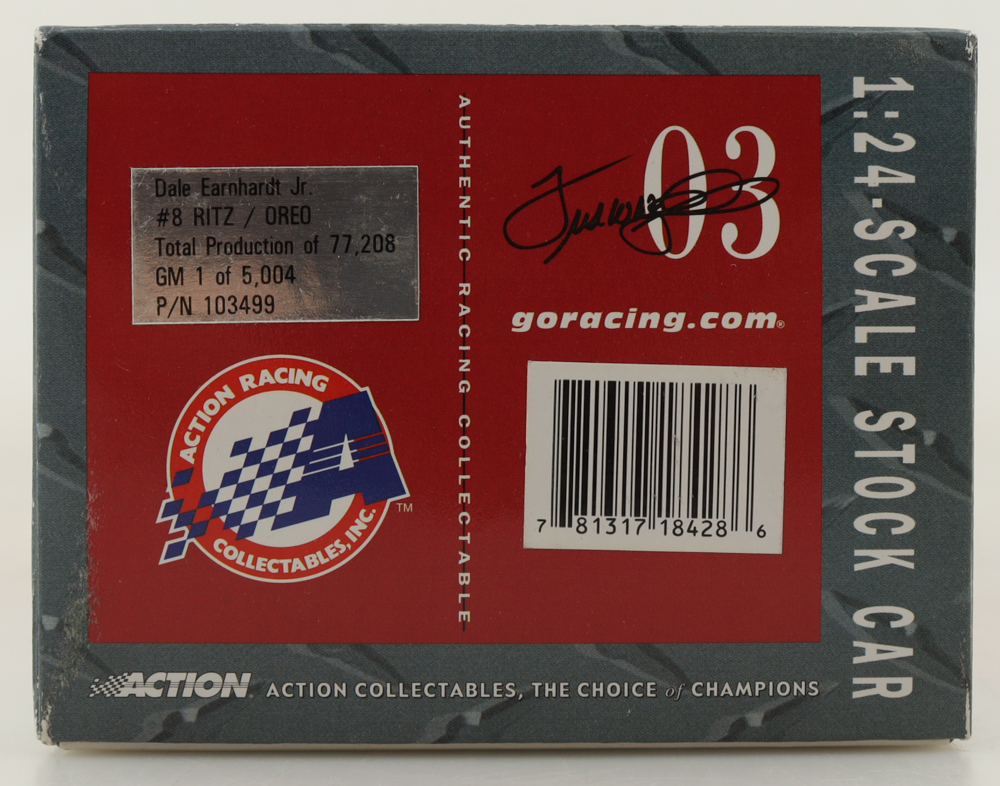 Dale Earnhardt Jr.
#8 RITZ / OREO
Total Production of 77,208
GM 1 of 5,004
P/N 103499
ACTION RACING
COLLECTABLES, INC.
TM
AUTHENTIC RACING COLLECTABLE
03
goracing.com®
7 81317 18428 6
1:24-SCALE STOCK CAR
ACTION
ACTION COLLECTABLES, THE CHOICE of CHAMPIONS